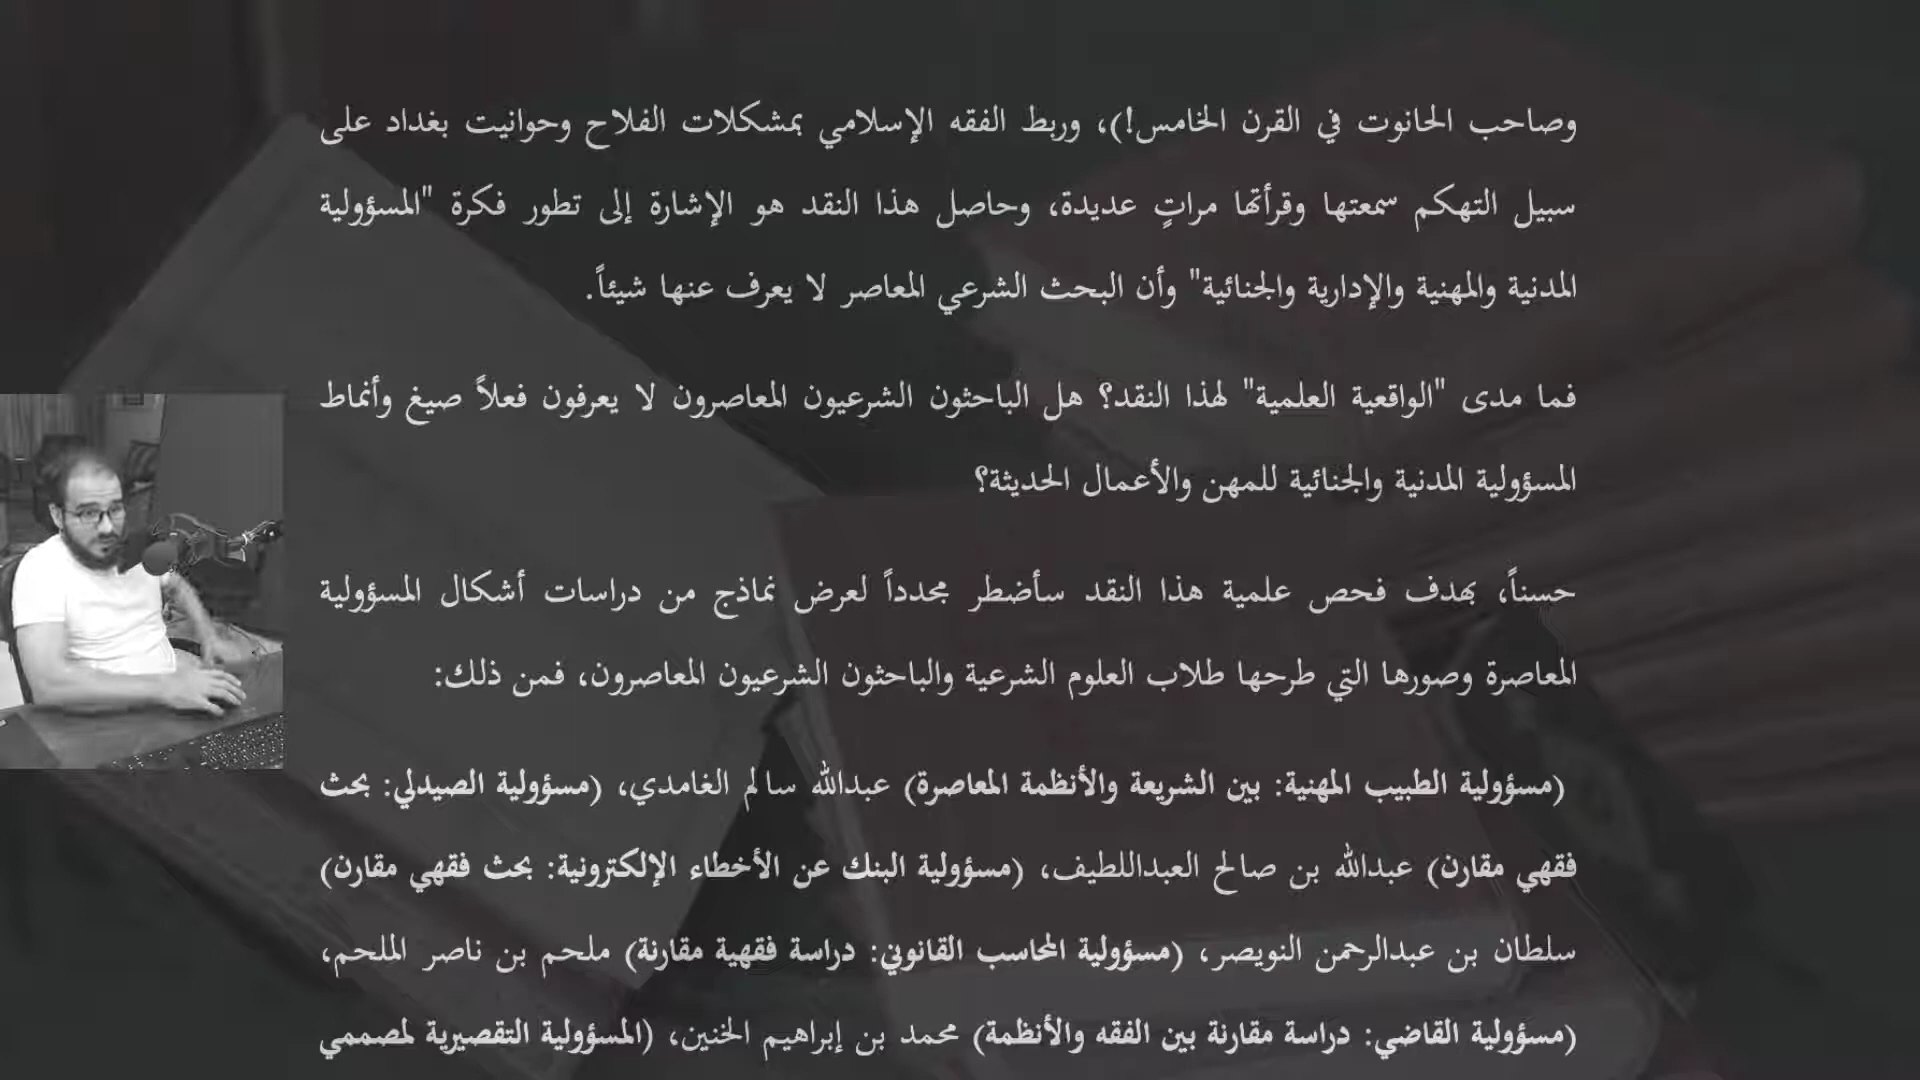 وصاحب الحانوت في القرن الخامس!)، وربط الفقه الإسلامي بمشكلات الفلاح وحوانيت بغداد على
سبيل التهكم سمعتها وقرأتها مراتٍ عديدة، وحاصل هذا النقد هو الإشارة إلى تطور فكرة "المسؤولية
المدنية والمهنية والإدارية والجنائية" وأن البحث الشرعي المعاصر لا يعرف عنها شيئاً.
فما مدى "الواقعية العلمية" لهذا النقد؟ هل الباحثون الشرعيون المعاصرون لا يعرفون فعلاً صيغ وأنماط
المسؤولية المدنية والجنائية للمهن والأعمال الحديثة؟
حسناً، بهدف فحص علمية هذا النقد سأضطر مجدداً لعرض نماذج من دراسات أشكال المسؤولية
المعاصرة وصورها التي طرحها طلاب العلوم الشرعية والباحثون الشرعيون المعاصرون، فمن ذلك:
(مسؤولية الطبيب المهنية: بين الشريعة والأنظمة المعاصرة) عبدالله سالم الغامدي، (مسؤولية الصيدلي: بحث
فقهي مقارن) عبدالله بن صالح العبداللطيف، (مسؤولية البنك عن الأخطاء الإلكترونية: بحث فقهي مقارن)
سلطان بن عبدالرحمن النويصر، (مسؤولية المحاسب القانوني: دراسة فقهية مقارنة) ملحم بن ناصر الملحم،
(مسؤولية القاضي: دراسة مقارنة بين الفقه والأنظمة) محمد بن إبراهيم الخنين، (المسؤولية التقصيرية لمصممي